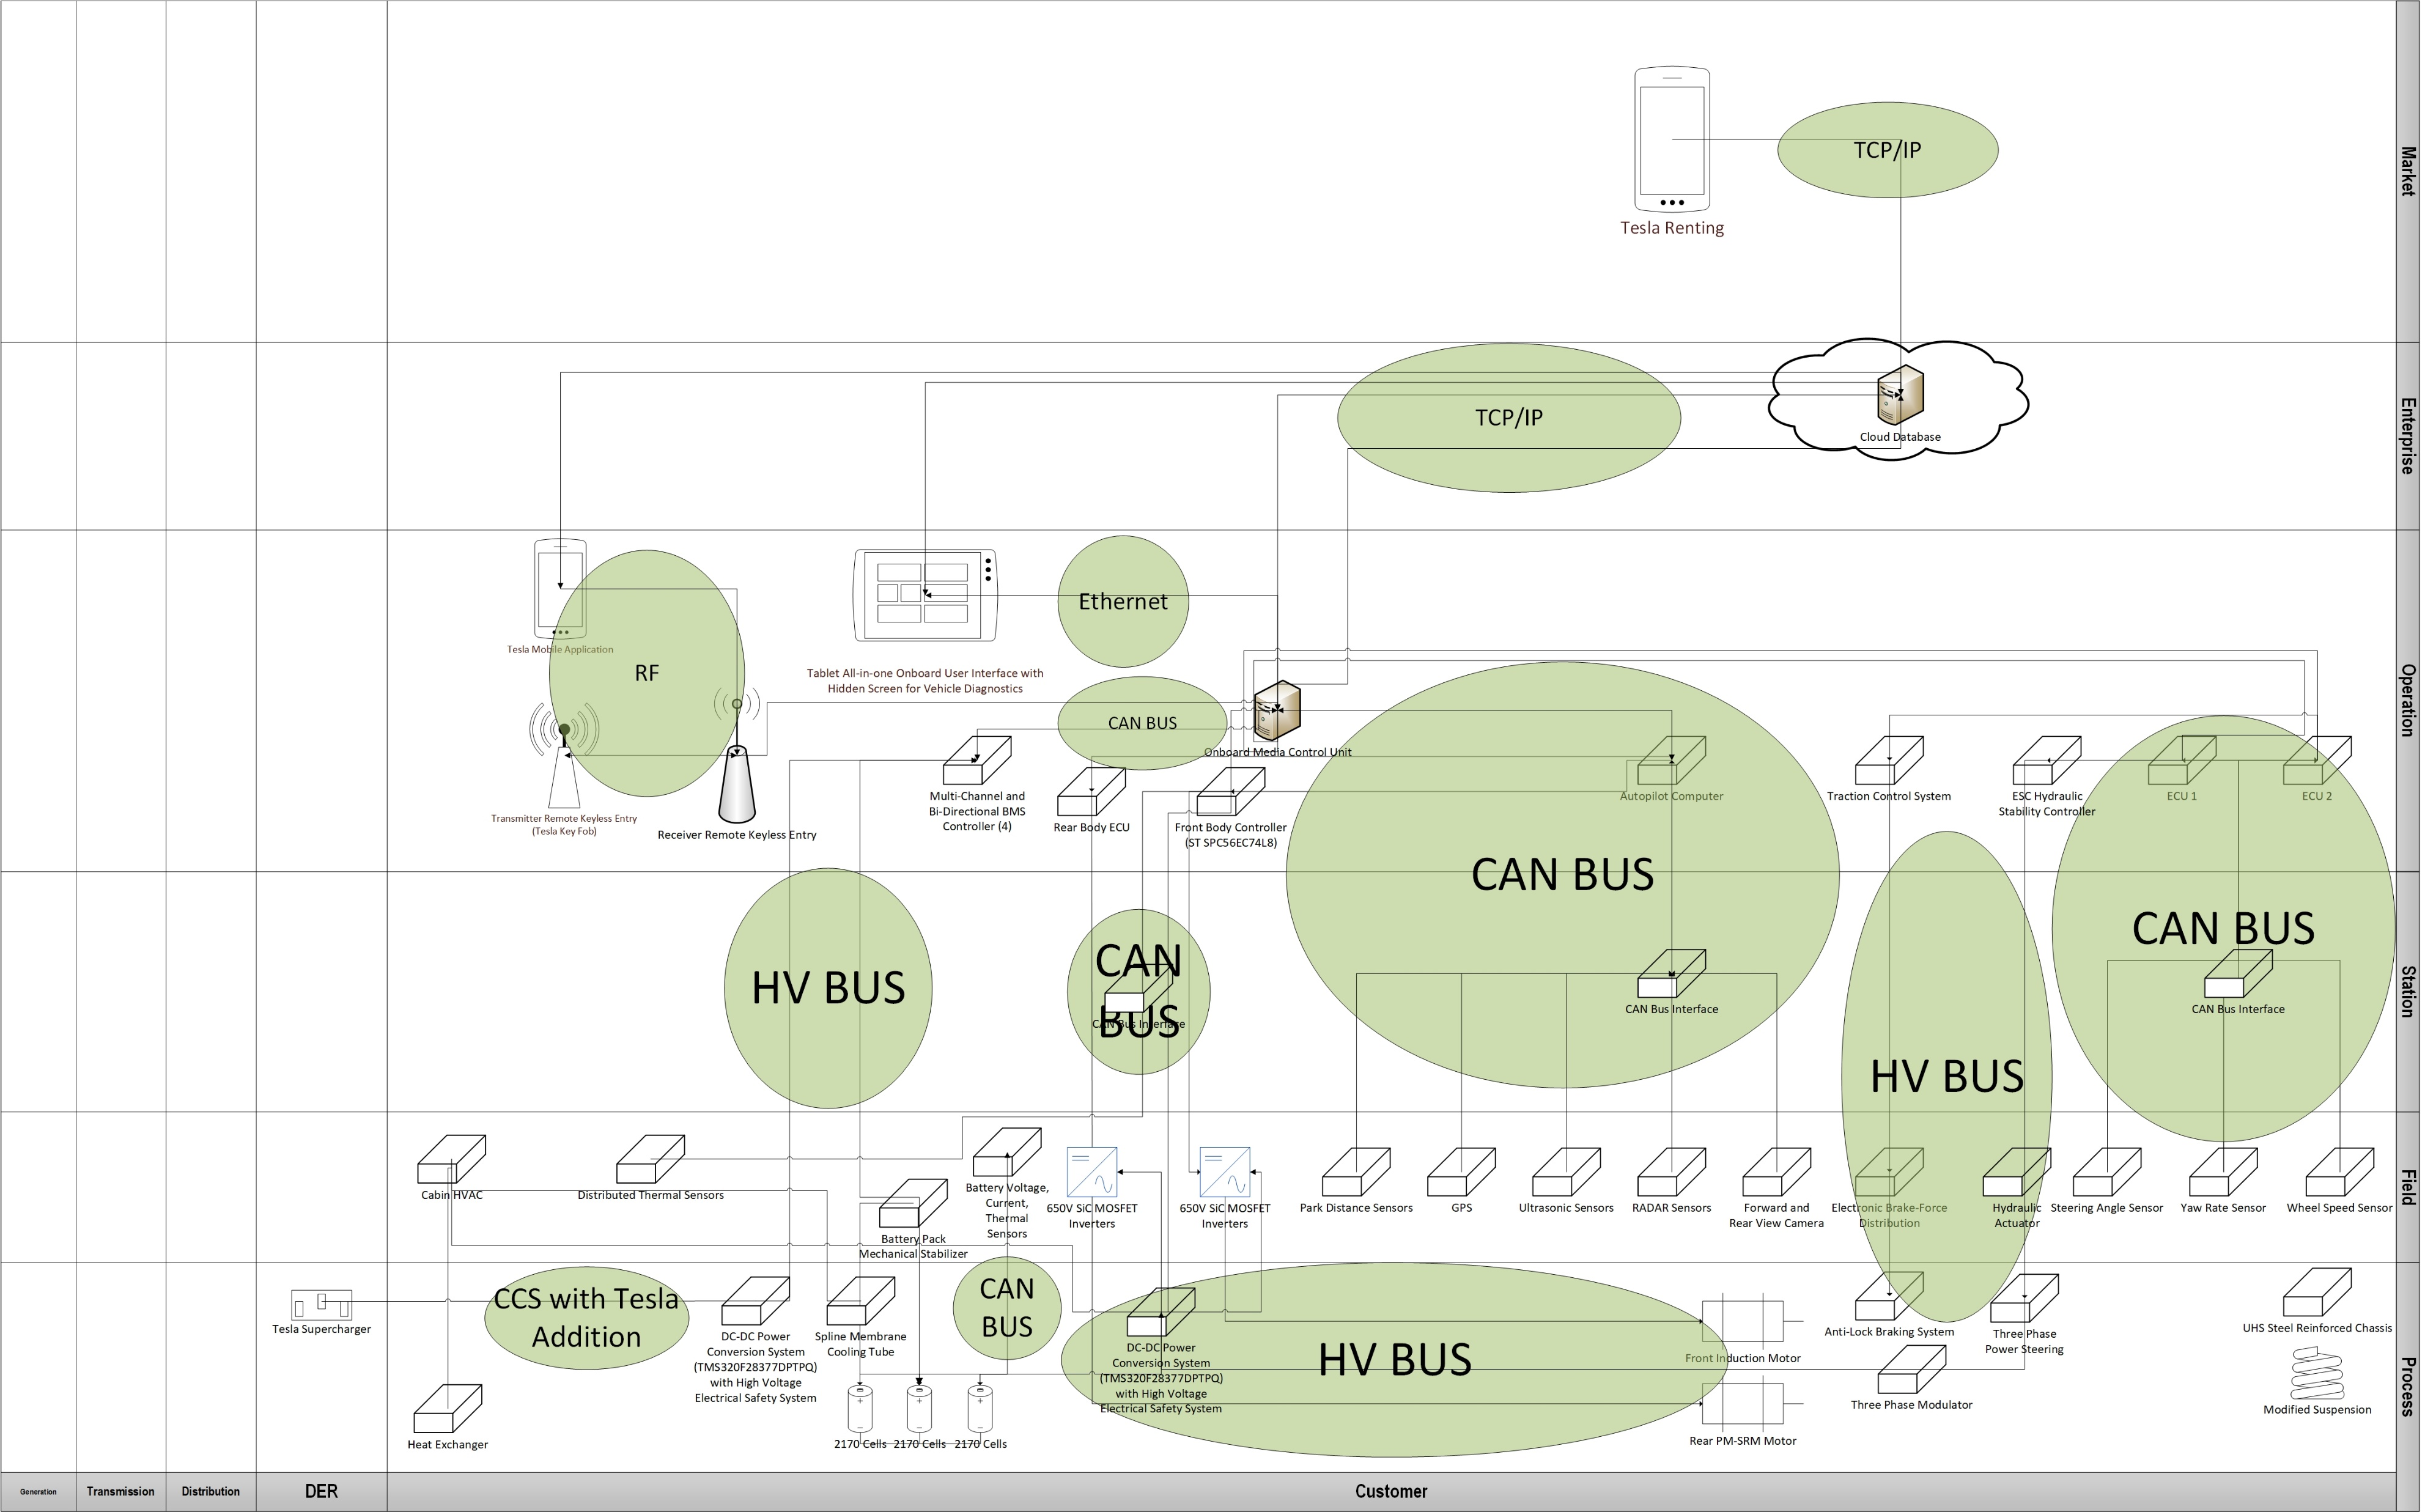 TCP/IP
Tesla Renting
Market
TCP/IP
Cloud Database
Enterprise
Tesla Mobile Application
RF
Ethernet
Tablet All-in-one Onboard User Interface with
Hidden Screen for Vehicle Diagnostics
CAN BUS
Onboard Media Control Unit
Operation
Transmitter Remote Keyless Entry
(Tesla Key Fob)
Receiver Remote Keyless Entry
Multi-Channel and
Bi-Directional BMS
Controller (4)
Rear Body ECU
Front Body Controller
(ST SPC56EC74L8)
Autopilot Computer
Traction Control System
ESC Hydraulic
Stability Controller
ECU 1
ECU 2
CAN BUS
CAN BUS
HV BUS
CAN
BUS
CAN Bus Interface
CAN Bus Interface
CAN Bus Interface
HV BUS
Station
Cabin HVAC
Distributed Thermal Sensors
Battery Pack
Mechanical Stabilizer
Battery Voltage,
Current,
Thermal
Sensors
650V SiC MOSFET
Inverters
650V SiC MOSFET
Inverters
Park Distance Sensors
GPS
Ultrasonic Sensors
RADAR Sensors
Forward and
Rear View Camera
Electronic Brake-Force
Distribution
Hydraulic
Actuator
Steering Angle Sensor
Yaw Rate Sensor
Wheel Speed Sensor
Field
Tesla Supercharger
CCS with Tesla
Addition
DC-DC Power
Conversion System
(TMS320F28377DPTPQ)
with High Voltage
Electrical Safety System
Spline Membrane
Cooling Tube
CAN
BUS
DC-DC Power
Conversion System
(TMS320F28377DPTPQ)
with High Voltage
Electrical Safety System
HV BUS
Front Induction Motor
Anti-Lock Braking System
Three Phase
Power Steering
UHS Steel Reinforced Chassis
Heat Exchanger
2170 Cells
2170 Cells
2170 Cells
Rear PM-SRM Motor
Three Phase Modulator
Modified Suspension
Process
Generation
Transmission
Distribution
DER
Customer